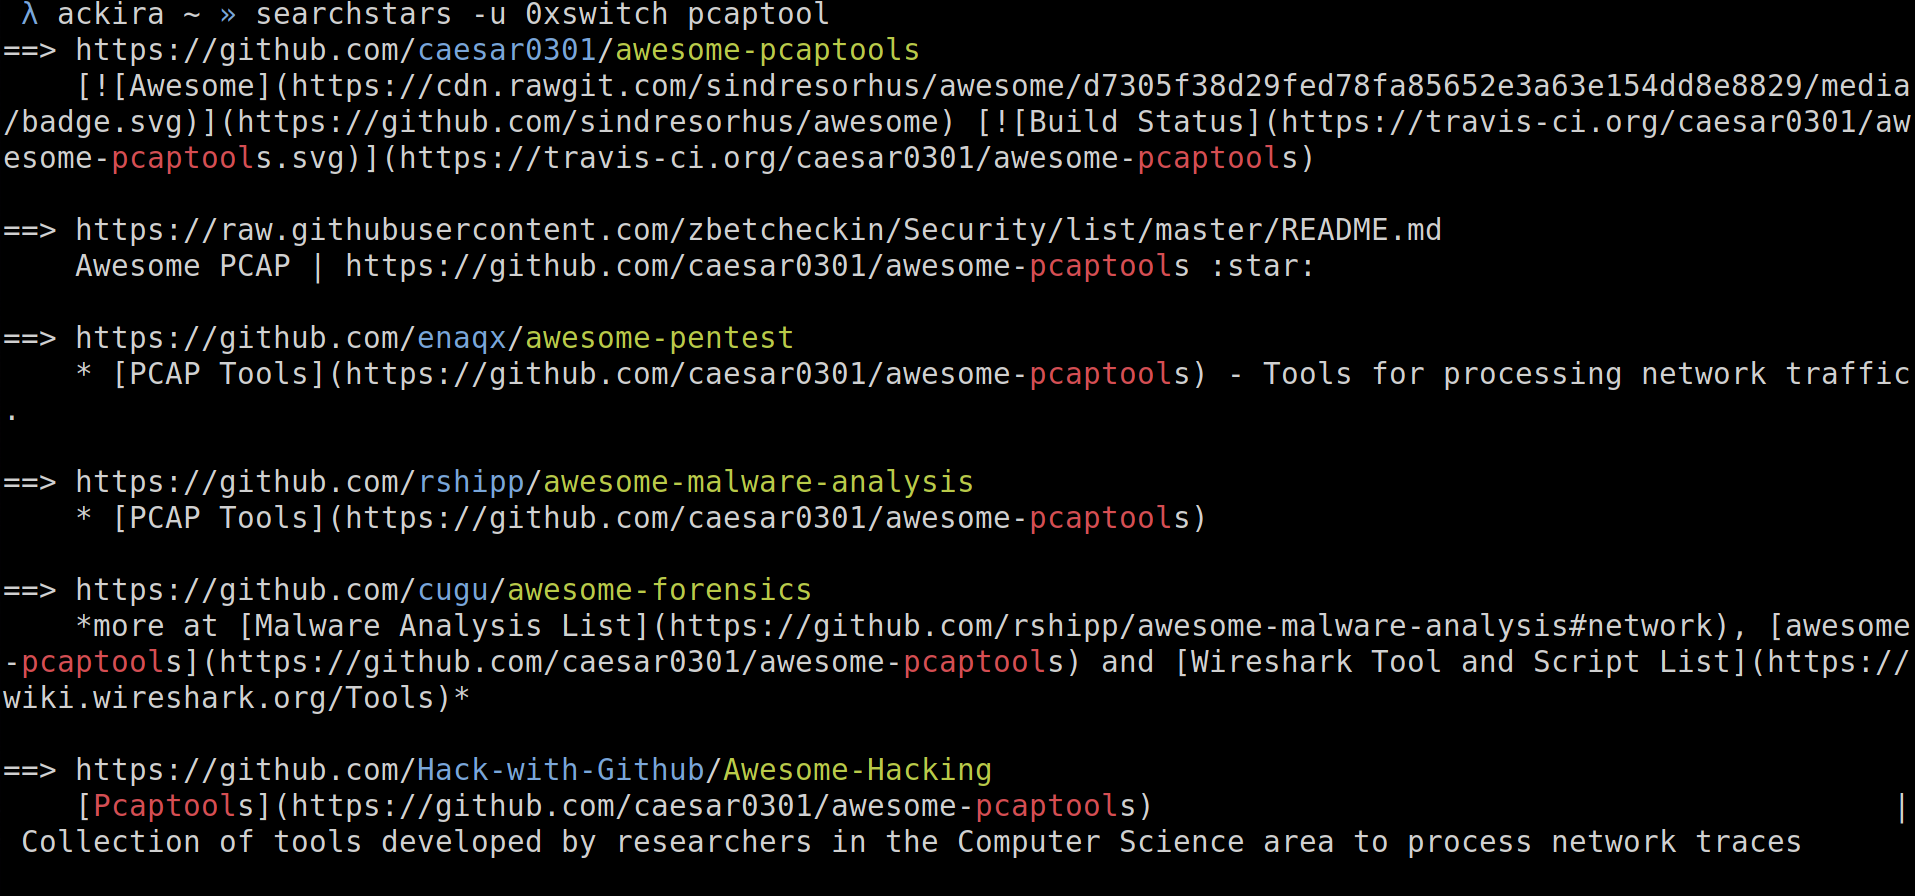 λ ackira ~ » searchstars -u 0xswitch pcaptool
==> https://github.com/caesar0301/awesome-pcaptools
[![Awesome](https://cdn.rawgit.com/sindresorhus/awesome/d7305f38d29fed78fa85652e3a63e154dd8e8829/media
/badge.svg)](https://github.com/sindresorhus/awesome) [![Build Status](https://travis-ci.org/caesar0301/aw
esome-pcaptools.svg)](https://travis-ci.org/caesar0301/awesome-pcaptools)
==> https://raw.githubusercontent.com/zbetcheckin/Security/list/master/README.md
Awesome PCAP | https://github.com/caesar0301/awesome-pcaptools :star:
==> https://github.com/enaqx/awesome-pentest
* [PCAP Tools](https://github.com/caesar0301/awesome-pcaptools) - Tools for processing network traffic
.
==> https://github.com/rshipp/awesome-malware-analysis
* [PCAP Tools](https://github.com/caesar0301/awesome-pcaptools)
==> https://github.com/cugu/awesome-forensics
*more at [Malware Analysis List](https://github.com/rshipp/awesome-malware-analysis#network), [awesome
-pcaptools](https://github.com/caesar0301/awesome-pcaptools) and [Wireshark Tool and Script List](https://
wiki.wireshark.org/Tools)*
==> https://github.com/Hack-with-Github/Awesome-Hacking
[Pcaptools](https://github.com/caesar0301/awesome-pcaptools) |
Collection of tools developed by researchers in the Computer Science area to process network traces